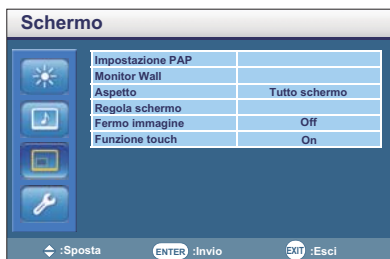 Schermo
Impostazione PAP
Monitor Wall
Aspetto Tutto schermo
Regola schermo
Fermo immagine Off
Funzione touch On
:Sposta ENTER :Invio EXIT :Esci